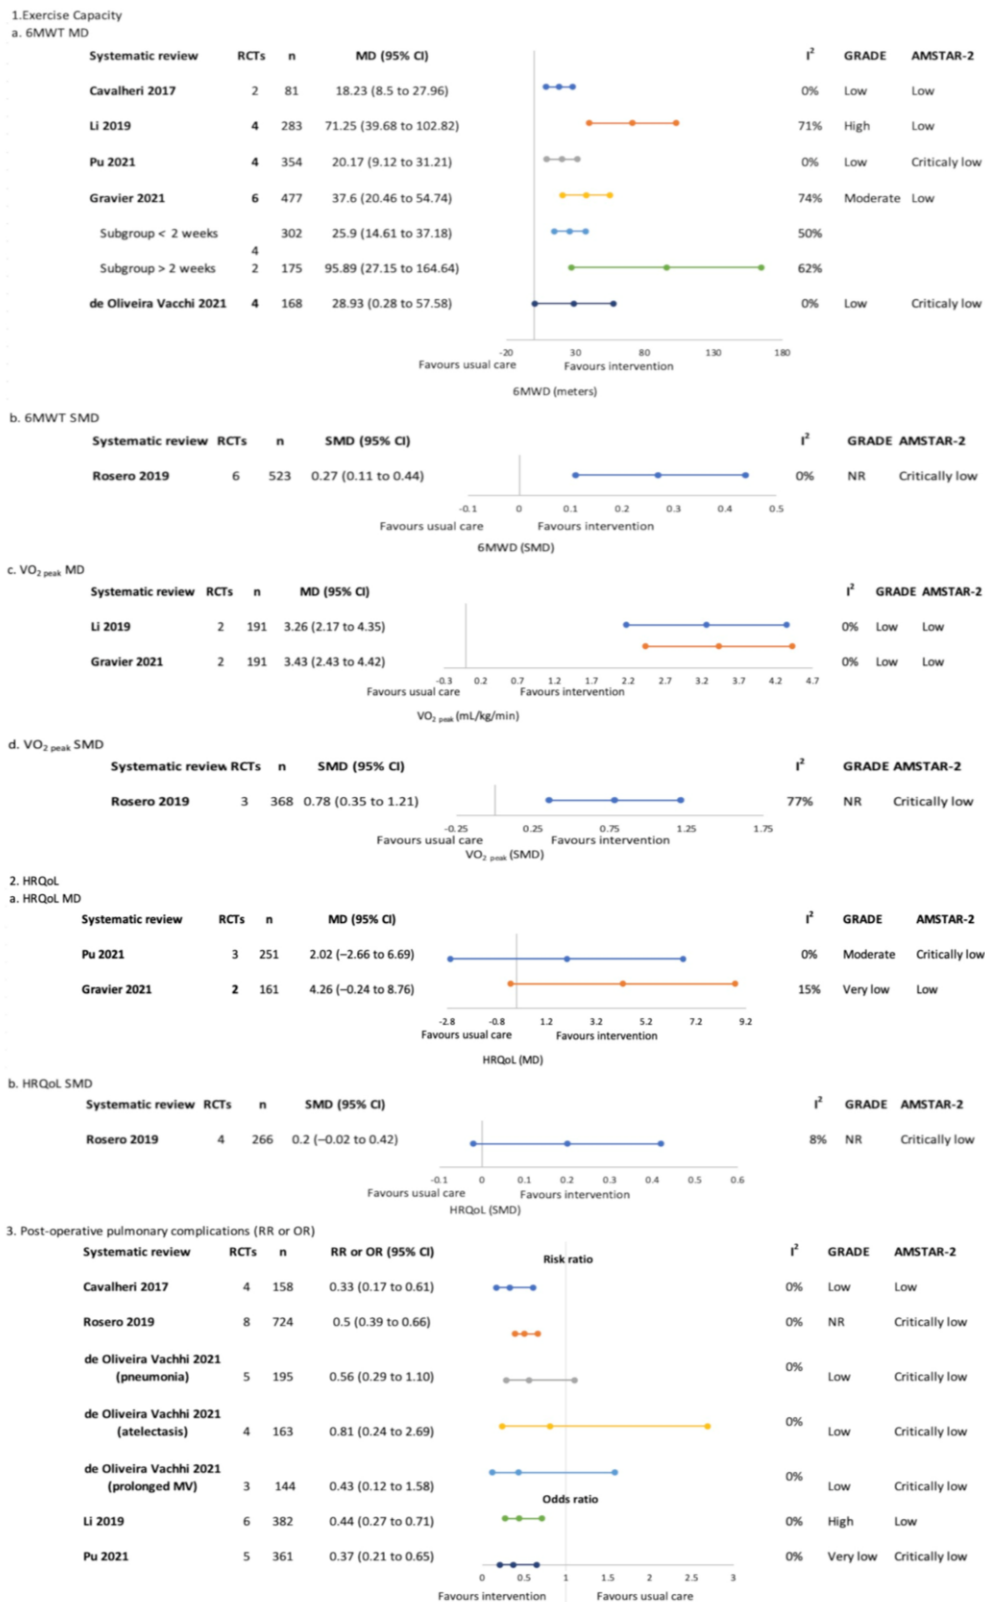 1.Exercise Capacity
a. 6MWT MD
Systematic review RCTs n MD (95% CI) I² GRADE AMSTAR-2
Cavalheri 2017 2 81 18.23 (8.5 to 27.96) 0% Low Low
Li 2019 4 283 71.25 (39.68 to 102.82) 71% High Low
Pu 2021 4 354 20.17 (9.12 to 31.21) 0% Low Criticaly low
Gravier 2021 6 477 37.6 (20.46 to 54.74) 74% Moderate Low
Subgroup < 2 weeks 302 25.9 (14.61 to 37.18) 50%
4
Subgroup > 2 weeks 2 175 95.89 (27.15 to 164.64) 62%
de Oliveira Vacchi 2021 4 168 28.93 (0.28 to 57.58) 0% Low Criticaly low
-20 30 80 130 180
Favours usual care Favours intervention
6MWD (meters)
b. 6MWT SMD
Systematic review RCTs n SMD (95% CI) I² GRADE AMSTAR-2
Rosero 2019 6 523 0.27 (0.11 to 0.44) 0% NR Critically low
-0.1 0 0.1 0.2 0.3 0.4 0.5
Favours usual care Favours intervention
6MWD (SMD)
c. VO₂ peak MD
Systematic review RCTs n MD (95% CI) I² GRADE AMSTAR-2
Li 2019 2 191 3.26 (2.17 to 4.35) 0% Low Low
Gravier 2021 2 191 3.43 (2.43 to 4.42) 0% Low Low
-0.3 0.2 0.7 1.2 1.7 2.2 2.7 3.2 3.7 4.2 4.7
Favours usual care Favours intervention
VO₂ peak (mL/kg/min)
d. VO₂ peak SMD
Systematic review RCTs n SMD (95% CI) I² GRADE AMSTAR-2
Rosero 2019 3 368 0.78 (0.35 to 1.21) 77% NR Critically low
-0.25 0.25 0.75 1.25 1.75
Favours usual care Favours intervention
VO₂ peak (SMD)
2. HRQoL
a. HRQoL MD
Systematic review RCTs n MD (95% CI) I² GRADE AMSTAR-2
Pu 2021 3 251 2.02 (−2.66 to 6.69) 0% Moderate Critically low
Gravier 2021 2 161 4.26 (−0.24 to 8.76) 15% Very low Low
-2.8 -0.8 1.2 3.2 5.2 7.2 9.2
Favours usual care Favours intervention
HRQoL (MD)
b. HRQoL SMD
Systematic review RCTs n SMD (95% CI) I² GRADE AMSTAR-2
Rosero 2019 4 266 0.2 (−0.02 to 0.42) 8% NR Critically low
-0.1 0 0.1 0.2 0.3 0.4 0.5 0.6
Favours usual care Favours intervention
HRQoL (SMD)
3. Post-operative pulmonary complications (RR or OR)
Systematic review RCTs n RR or OR (95% CI) I² GRADE AMSTAR-2
Risk ratio
Cavalheri 2017 4 158 0.33 (0.17 to 0.61) 0% Low Low
Rosero 2019 8 724 0.5 (0.39 to 0.66) 0% NR Critically low
de Oliveira Vachhi 2021
(pneumonia) 5 195 0.56 (0.29 to 1.10) 0% Low Critically low
de Oliveira Vachhi 2021
(atelectasis) 4 163 0.81 (0.24 to 2.69) 0% Low Critically low
de Oliveira Vachhi 2021
(prolonged MV) 3 144 0.43 (0.12 to 1.58) 0% Low Critically low
Odds ratio
Li 2019 6 382 0.44 (0.27 to 0.71) 0% High Low
Pu 2021 5 361 0.37 (0.21 to 0.65) 0% Very low Critically low
0 0.5 1 1.5 2 2.5 3
Favours intervention Favours usual care